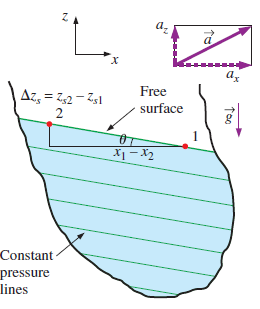 z
x
a_z
a⃗
a_x
Δz_s = z_s2 – z_s1
Free
surface
g⃗
2
1
θ
x_1 – x_2
Constant
pressure
lines